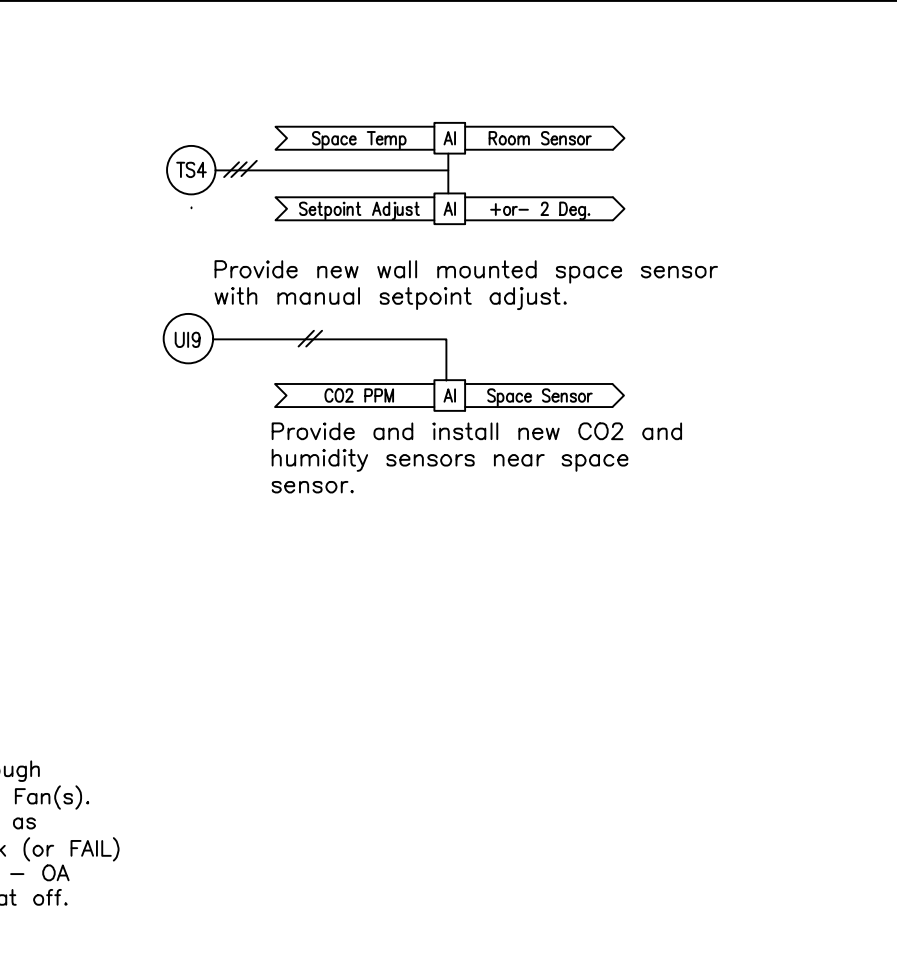 Space Temp AI Room Sensor
TS4
Setpoint Adjust AI +or- 2 Deg.
Provide new wall mounted space sensor
with manual setpoint adjust.
UI9
CO2 PPM AI Space Sensor
Provide and install new CO2 and
humidity sensors near space
sensor.
ough
Fan(s).
as
k (or FAIL)
– OA
at off.